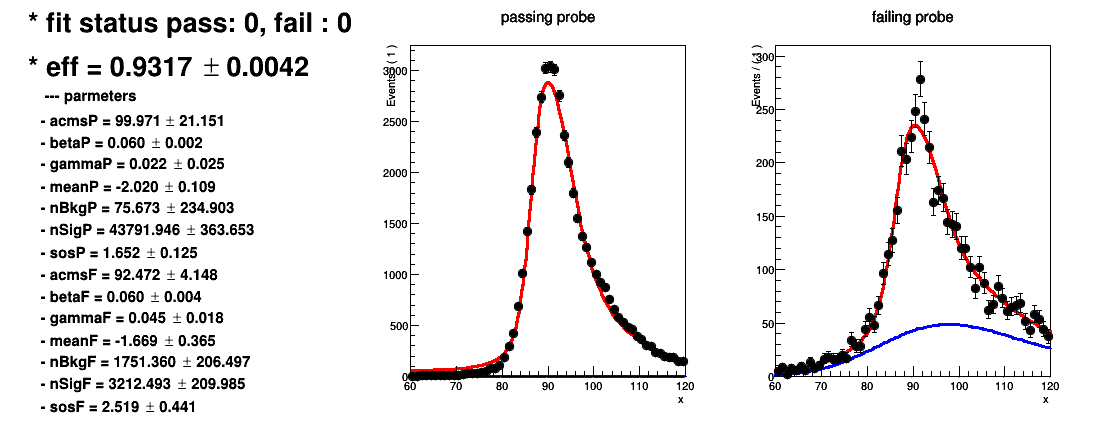 * fit status pass: 0, fail : 0
* eff = 0.9317 ± 0.0042
--- parmeters
- acmsP = 99.971 ± 21.151
- betaP = 0.060 ± 0.002
- gammaP = 0.022 ± 0.025
- meanP = -2.020 ± 0.109
- nBkgP = 75.673 ± 234.903
- nSigP = 43791.946 ± 363.653
- sosP = 1.652 ± 0.125
- acmsF = 92.472 ± 4.148
- betaF = 0.060 ± 0.004
- gammaF = 0.045 ± 0.018
- meanF = -1.669 ± 0.365
- nBkgF = 1751.360 ± 206.497
- nSigF = 3212.493 ± 209.985
- sosF = 2.519 ± 0.441
passing probe
Events / ( 1 )
3000
2500
2000
1500
1000
500
0
60 70 80 90 100 110 120
x
failing probe
Events / ( 1 )
300
250
200
150
100
50
0
60 70 80 90 100 110 120
x